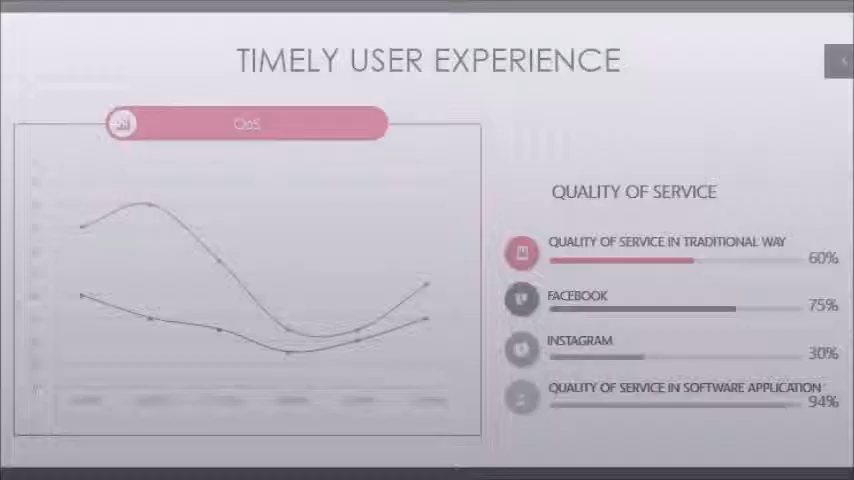 TIMELY USER EXPERIENCE
QoS
QUALITY OF SERVICE
QUALITY OF SERVICE IN TRADITIONAL WAY
60%
FACEBOOK
75%
INSTAGRAM
30%
QUALITY OF SERVICE IN SOFTWARE APPLICATION
94%